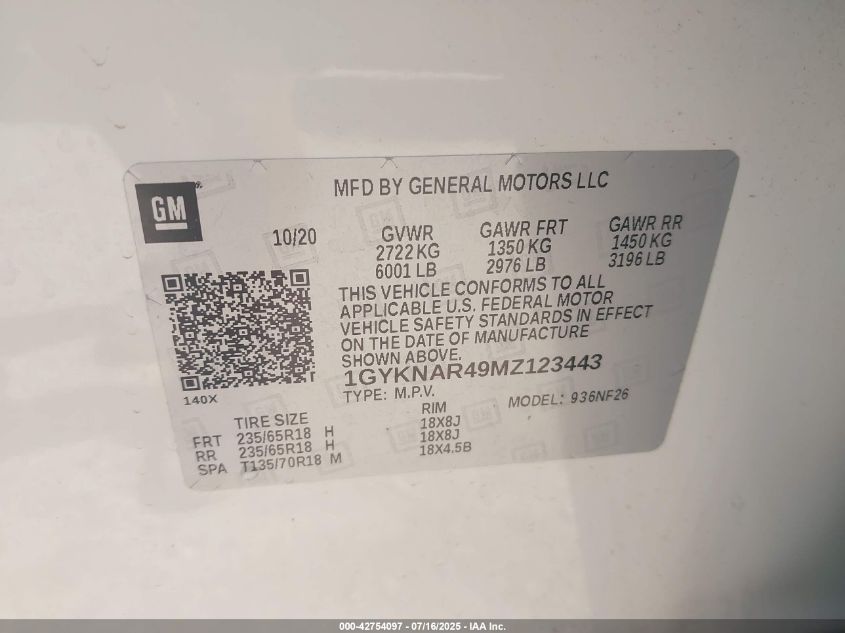 GM
MFD BY GENERAL MOTORS LLC
10/20
GVWR
2722 KG
6001 LB
GAWR FRT
1350 KG
2976 LB
GAWR RR
1450 KG
3196 LB
THIS VEHICLE CONFORMS TO ALL
APPLICABLE U.S. FEDERAL MOTOR
VEHICLE SAFETY STANDARDS IN EFFECT
ON THE DATE OF MANUFACTURE
SHOWN ABOVE.
1GYKNAR49MZ123443
TYPE: M.P.V.
MODEL: 936NF26
140X
TIRE SIZE
RIM
FRT 235/65R18 H 18X8J
RR 235/65R18 H 18X8J
SPA T135/70R18 M 18X4.5B
000-42754097 - 07/16/2025 - IAA Inc.